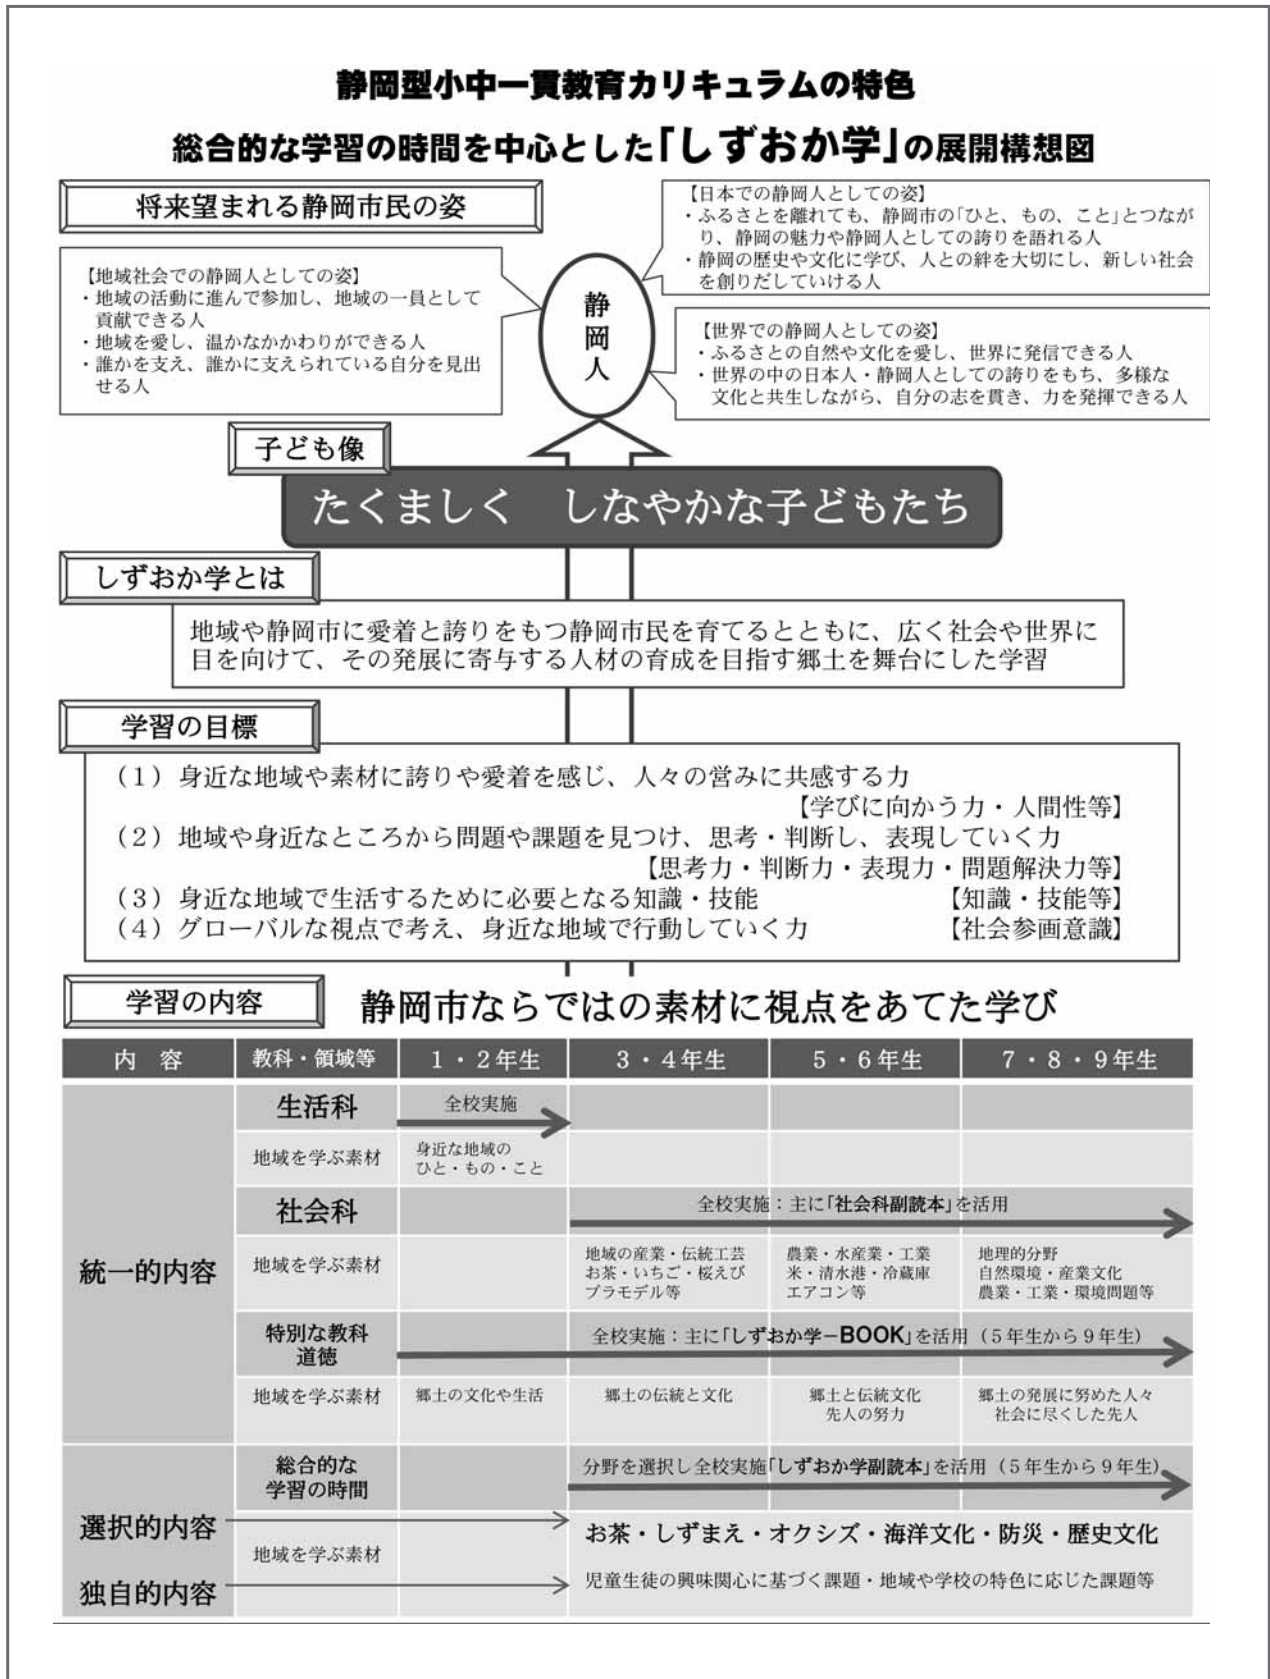 静岡型小中一貫教育カリキュラムの特色
総合的な学習の時間を中心とした「しずおか学」の展開構想図
将来望まれる静岡市民の姿
【地域社会での静岡人としての姿】
・地域の活動に進んで参加し、地域の一員として
貢献できる人
・地域を愛し、温かなかかわりができる人
・誰かを支え、誰かに支えられている自分を見出
せる人
静岡人
【日本での静岡人としての姿】
・ふるさとを離れても、静岡市の「ひと、もの、こと」とつなが
り、静岡の魅力や静岡人としての誇りを語れる人
・静岡の歴史や文化に学び、人との絆を大切にし、新しい社会
を創りだしていける人
【世界での静岡人としての姿】
・ふるさとの自然や文化を愛し、世界に発信できる人
・世界の中の日本人・静岡人としての誇りをもち、多様な
文化と共生しながら、自分の志を貫き、力を発揮できる人
子ども像
たくましく しなやかな子どもたち
しずおか学とは
地域や静岡市に愛着と誇りをもつ静岡市民を育てるとともに、広く社会や世界に
目を向けて、その発展に寄与する人材の育成を目指す郷土を舞台にした学習
学習の目標
（１）身近な地域や素材に誇りや愛着を感じ、人々の営みに共感する力
【学びに向かう力・人間性等】
（２）地域や身近なところから問題や課題を見つけ、思考・判断し、表現していく力
【思考力・判断力・表現力・問題解決力等】
（３）身近な地域で生活するために必要となる知識・技能 【知識・技能等】
（４）グローバルな視点で考え、身近な地域で行動していく力 【社会参画意識】
学習の内容
静岡市ならではの素材に視点をあてた学び
内 容 教科・領域等 １・２年生 ３・４年生 ５・６年生 ７・８・９年生
統一的内容
生活科 全校実施
地域を学ぶ素材
身近な地域の
ひと・もの・こと
社会科 全校実施：主に「社会科副読本」を活用
地域を学ぶ素材
地域の産業・伝統工芸
お茶・いちご・桜えび
プラモデル等
農業・水産業・工業
米・清水港・冷蔵庫
エアコン等
地理的分野
自然環境・産業文化
農業・工業・環境問題等
特別な教科
道徳
全校実施：主に「しずおか学－BOOK」を活用（５年生から９年生）
地域を学ぶ素材
郷土の文化や生活
郷土の伝統と文化
郷土と伝統文化
先人の努力
郷土の発展に努めた人々
社会に尽くした先人
総合的な
学習の時間
分野を選択し全校実施「しずおか学副読本」を活用（５年生から９年生）
選択的内容
地域を学ぶ素材
お茶・しずまえ・オクシズ・海洋文化・防災・歴史文化
独自的内容
児童生徒の興味関心に基づく課題・地域や学校の特色に応じた課題等